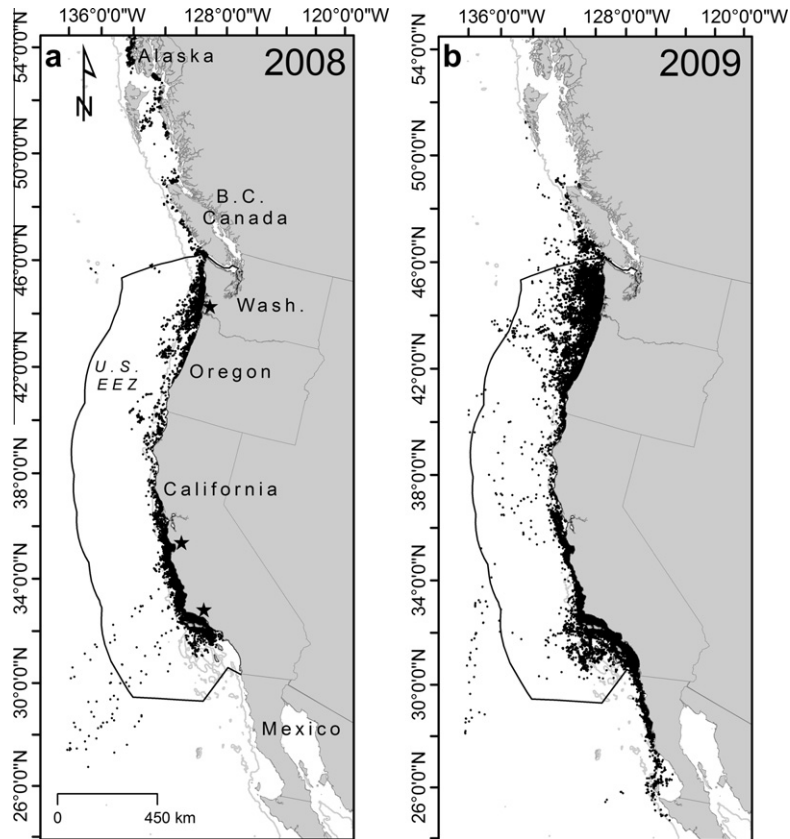 136°0'0"W 128°0'0"W 120°0'0"W
136°0'0"W 128°0'0"W 120°0'0"W
a
Alaska
2008
N
B.C.
Canada
Wash.
U.S.
EEZ
Oregon
California
Mexico
0 450 km
54°0'0"N
50°0'0"N
46°0'0"N
42°0'0"N
38°0'0"N
34°0'0"N
30°0'0"N
26°0'0"N
b
2009
54°0'0"N
50°0'0"N
46°0'0"N
42°0'0"N
38°0'0"N
34°0'0"N
30°0'0"N
26°0'0"N